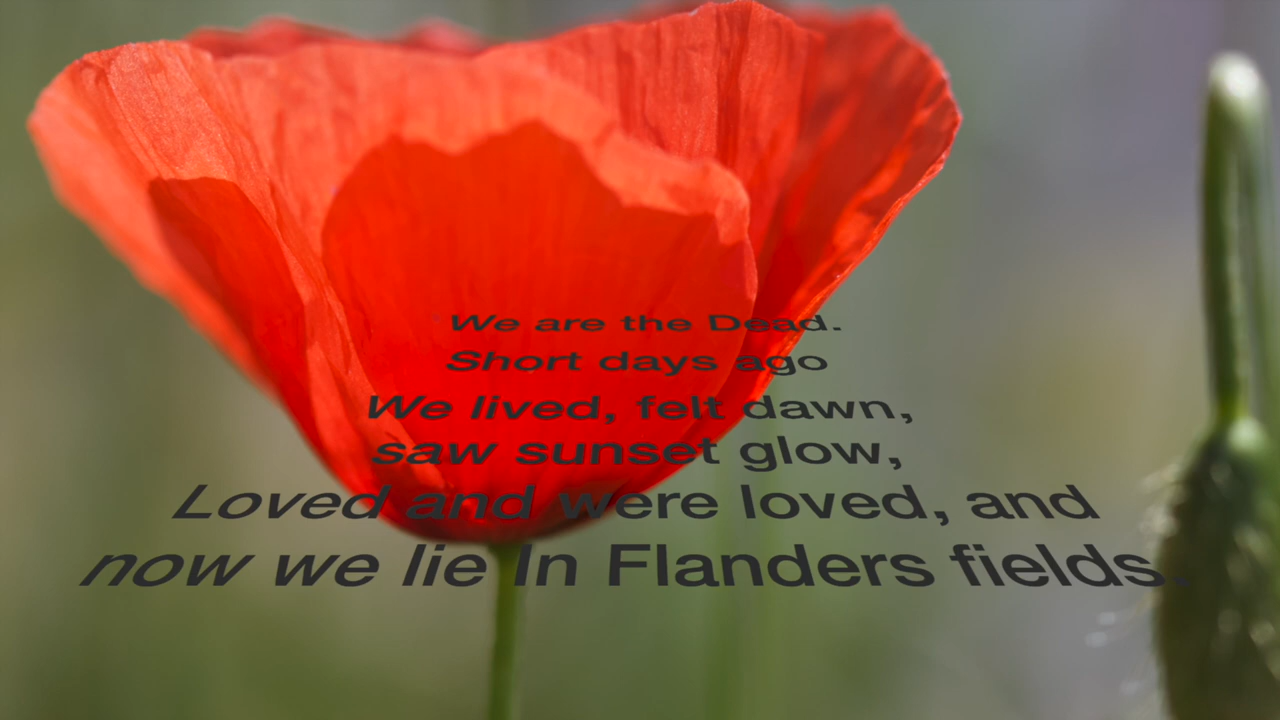 We are the Dead.
Short days ago
We lived, felt dawn,
saw sunset glow,
Loved and were loved, and
now we lie In Flanders fields.